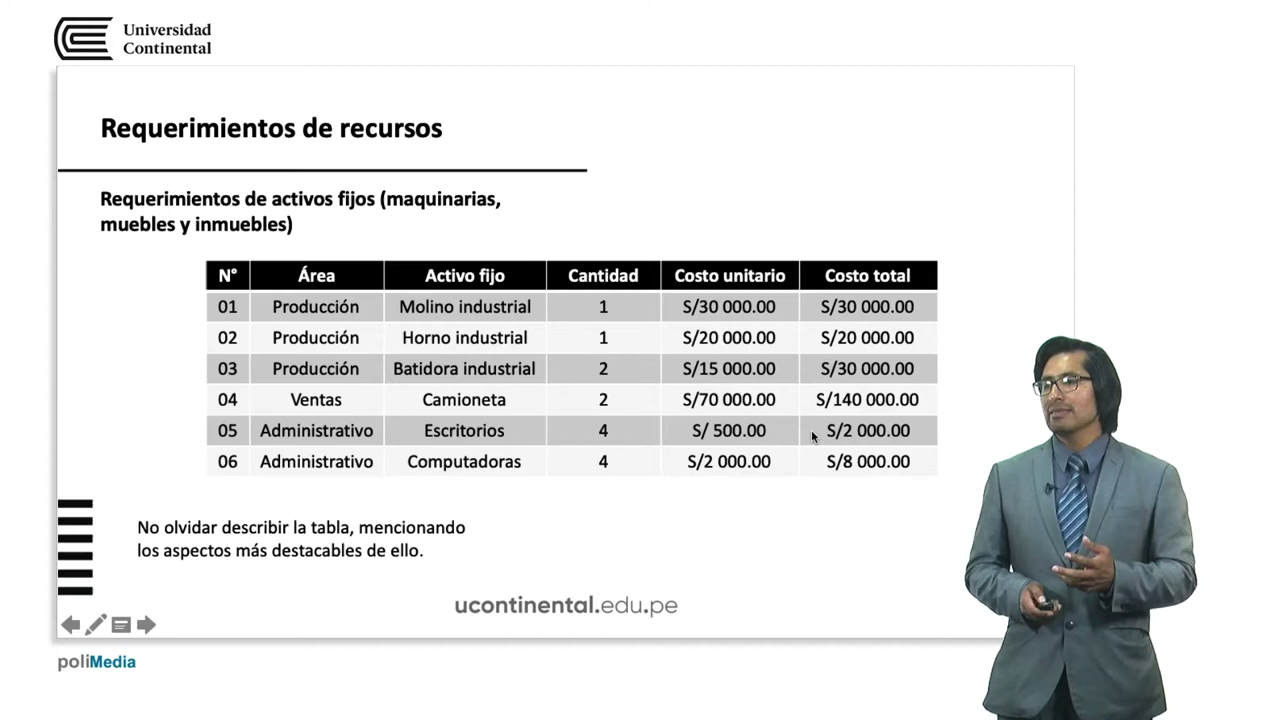 Universidad
Continental
Requerimientos de recursos
Requerimientos de activos fijos (maquinarias,
muebles y inmuebles)
N° Área Activo fijo Cantidad Costo unitario Costo total
01 Producción Molino industrial 1 S/30 000.00 S/30 000.00
02 Producción Horno industrial 1 S/20 000.00 S/20 000.00
03 Producción Batidora industrial 2 S/15 000.00 S/30 000.00
04 Ventas Camioneta 2 S/70 000.00 S/140 000.00
05 Administrativo Escritorios 4 S/ 500.00 S/2 000.00
06 Administrativo Computadoras 4 S/2 000.00 S/8 000.00
No olvidar describir la tabla, mencionando
los aspectos más destacables de ello.
ucontinental.edu.pe
poliMedia